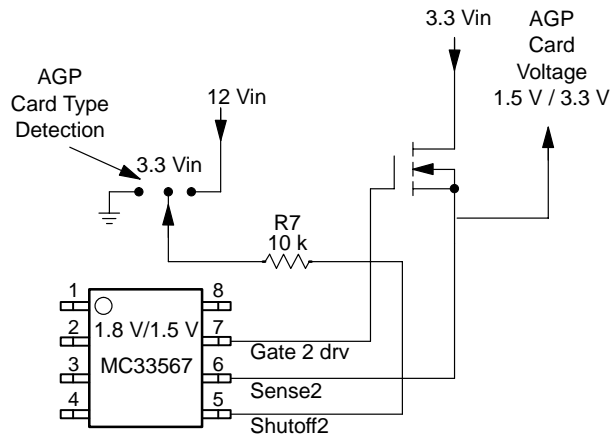 3.3 Vin
AGP
Card
Voltage
1.5 V / 3.3 V
AGP
Card Type
Detection
12 Vin
3.3 Vin
R7
10 k
1
8
2
1.8 V/1.5 V
7
Gate 2 drv
3
MC33567
6
Sense2
4
5
Shutoff2